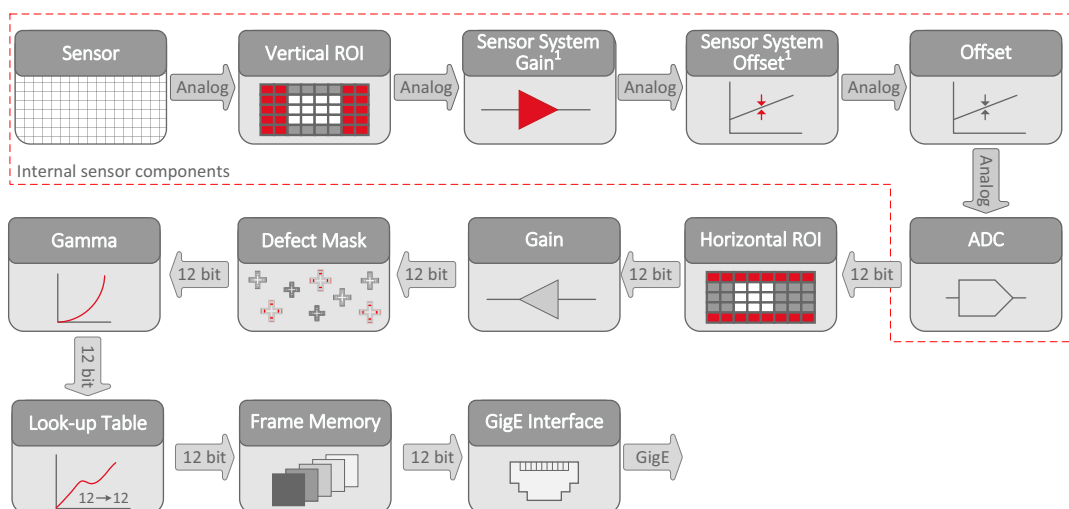 Sensor
Analog
Vertical ROI
Analog
Sensor System
Gain¹
Analog
Sensor System
Offset¹
Analog
Offset
Internal sensor components
Analog
ADC
12 bit
Horizontal ROI
12 bit
Gain
12 bit
Defect Mask
12 bit
Gamma
12 bit
Look-up Table
12→12
12 bit
Frame Memory
12 bit
GigE Interface
GigE